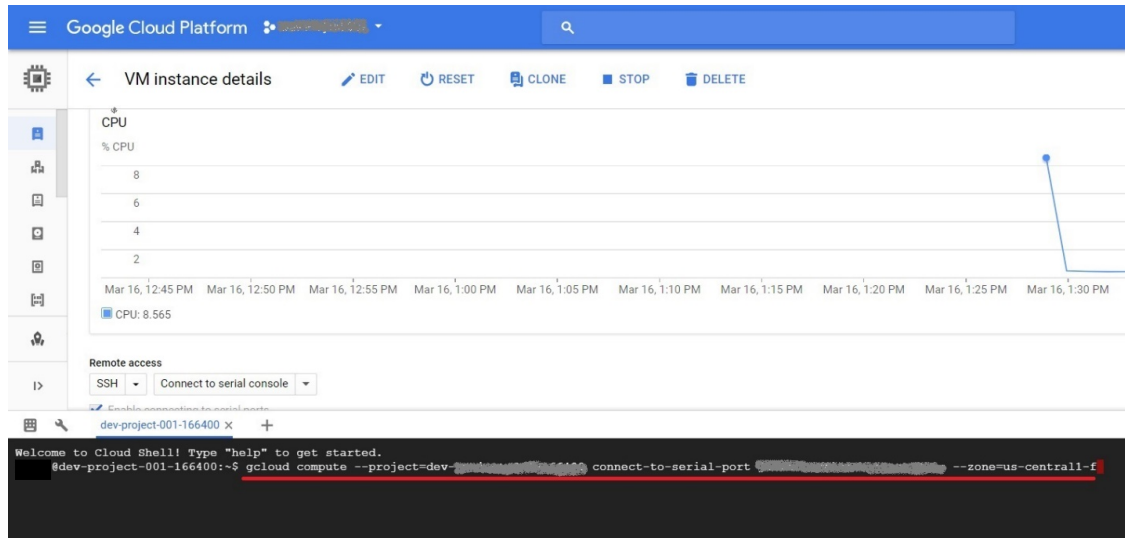 Google Cloud Platform
VM instance details EDIT RESET CLONE STOP DELETE
CPU
% CPU
8
6
4
2
Mar 16, 12:45 PM Mar 16, 12:50 PM Mar 16, 12:55 PM Mar 16, 1:00 PM Mar 16, 1:05 PM Mar 16, 1:10 PM Mar 16, 1:15 PM Mar 16, 1:20 PM Mar 16, 1:25 PM Mar 16, 1:30 PM
CPU: 8.565
Remote access
SSH Connect to serial console
Enable connecting to serial ports
dev-project-001-166400 × +
Welcome to Cloud Shell! Type "help" to get started.
@dev-project-001-166400:~$ gcloud compute --project=dev- connect-to-serial-port --zone=us-central1-f